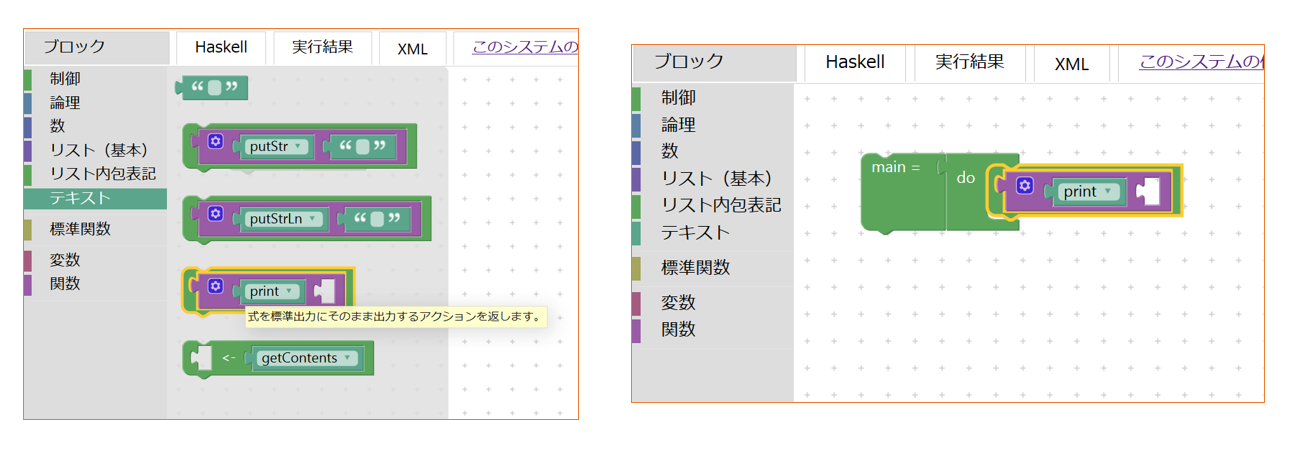 ブロック
Haskell
実行結果
XML
このシステムの
制御
論理
数
リスト（基本）
リスト内包表記
テキスト
標準関数
変数
関数
“ ”
putStr ▾ “ ”
putStrLn ▾ “ ”
print ▾
式を標準出力にそのまま出力するアクションを返します。
<- getContents ▾
ブロック
Haskell
実行結果
XML
このシステムの
制御
論理
数
リスト（基本）
リスト内包表記
テキスト
標準関数
変数
関数
main =
do
print ▾